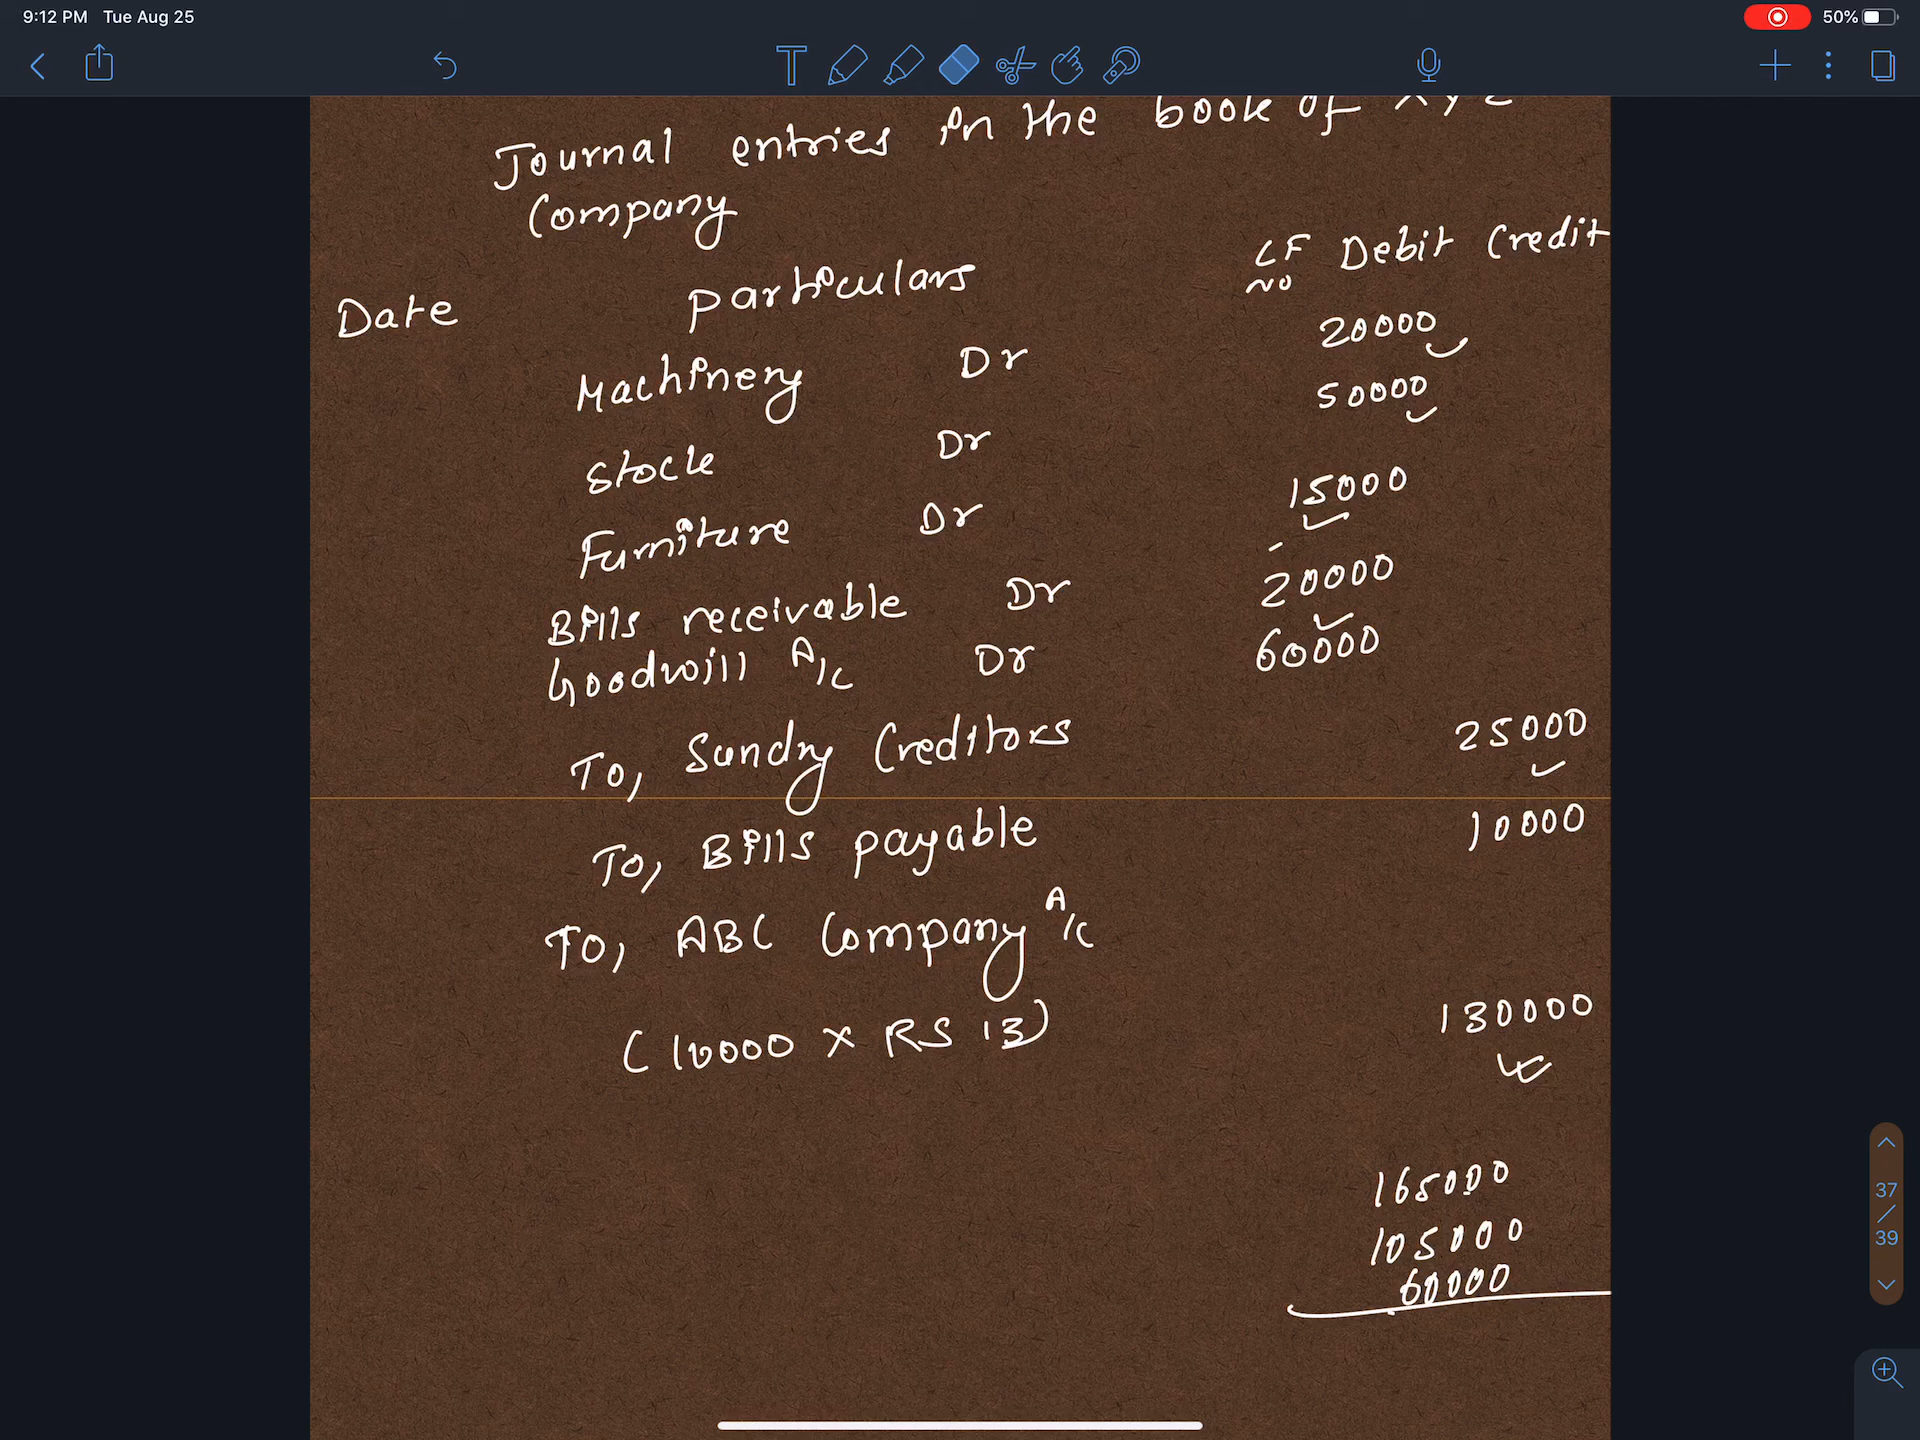 9:12 PM Tue Aug 25
50%
Journal entries in the book of XYZ
Company
Date Particulars LF NO Debit Credit
Machinery Dr 20000
Stock Dr 50000
Furniture Dr 15000
Bills receivable Dr 20000
Goodwill A/c Dr 60000
To, Sundry Creditors 25000
To, Bills payable 10000
To, ABC Company A/c
(10000 X RS 13) 130000
165000
105000
60000
37
/
39